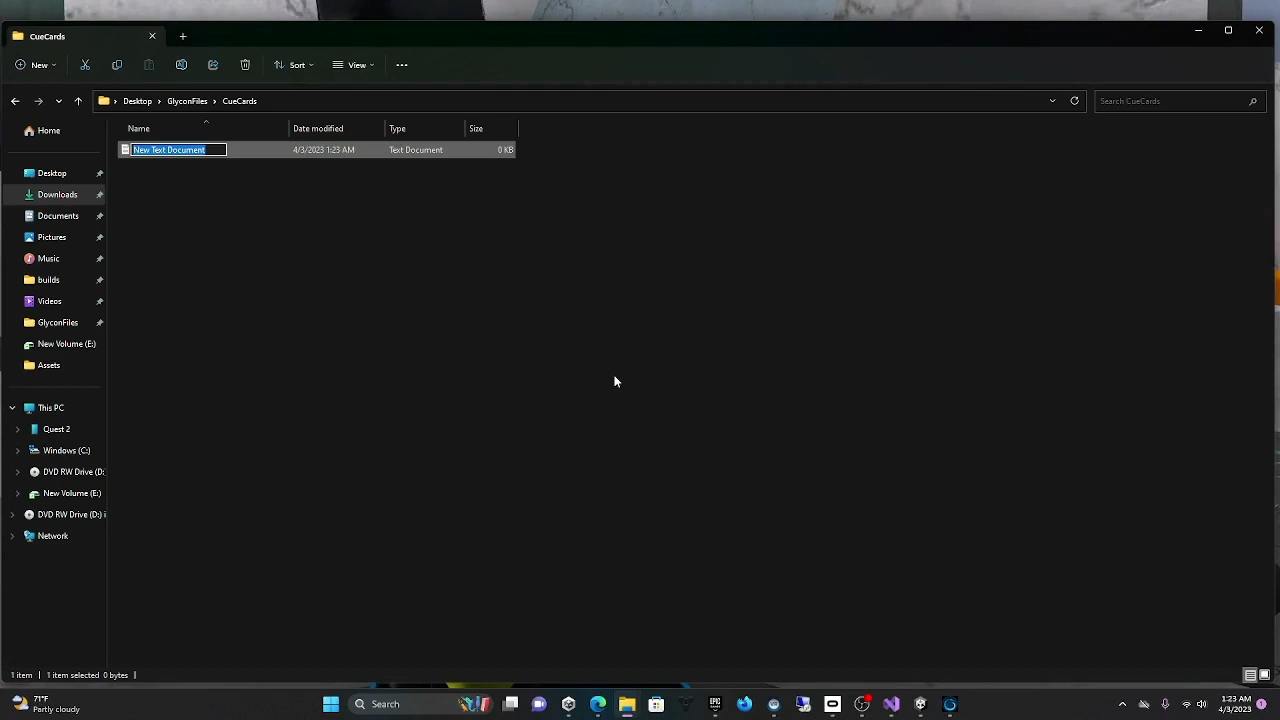 CueCards
New
Sort
View
Desktop
GlyconFiles
CueCards
Search CueCards
Home
Name
Date modified
Type
Size
New Text Document
4/3/2023 1:23 AM
Text Document
0 KB
Desktop
Downloads
Documents
Pictures
Music
builds
Videos
GlyconFiles
New Volume (E:)
Assets
This PC
Quest 2
Windows (C:)
DVD RW Drive (D:
New Volume (E:)
DVD RW Drive (D:) i
Network
1 item
1 item selected 0 bytes
71°F
Partly cloudy
Search
1:23 AM
4/3/2023